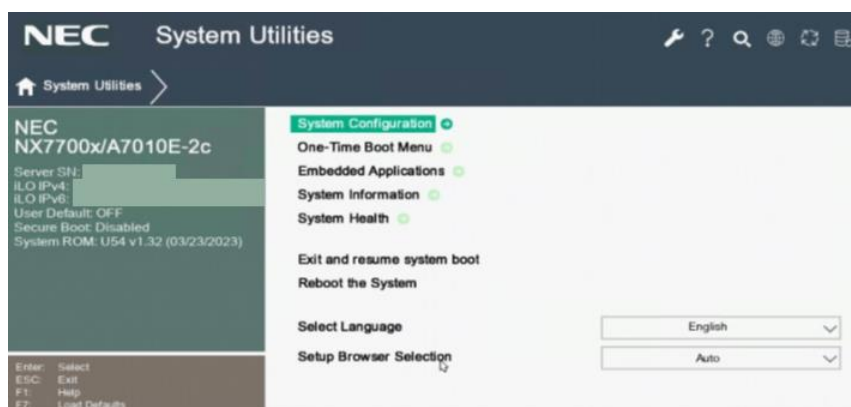 NEC System Utilities
System Utilities
NEC
NX7700x/A7010E-2c
Server SN:
iLO IPv4:
iLO IPv6:
User Default: OFF
Secure Boot: Disabled
System ROM: U54 v1.32 (03/23/2023)
System Configuration
One-Time Boot Menu
Embedded Applications
System Information
System Health
Exit and resume system boot
Reboot the System
Select Language English
Setup Browser Selection Auto
Enter: Select
ESC: Exit
F1: Help
F7: Load Defaults